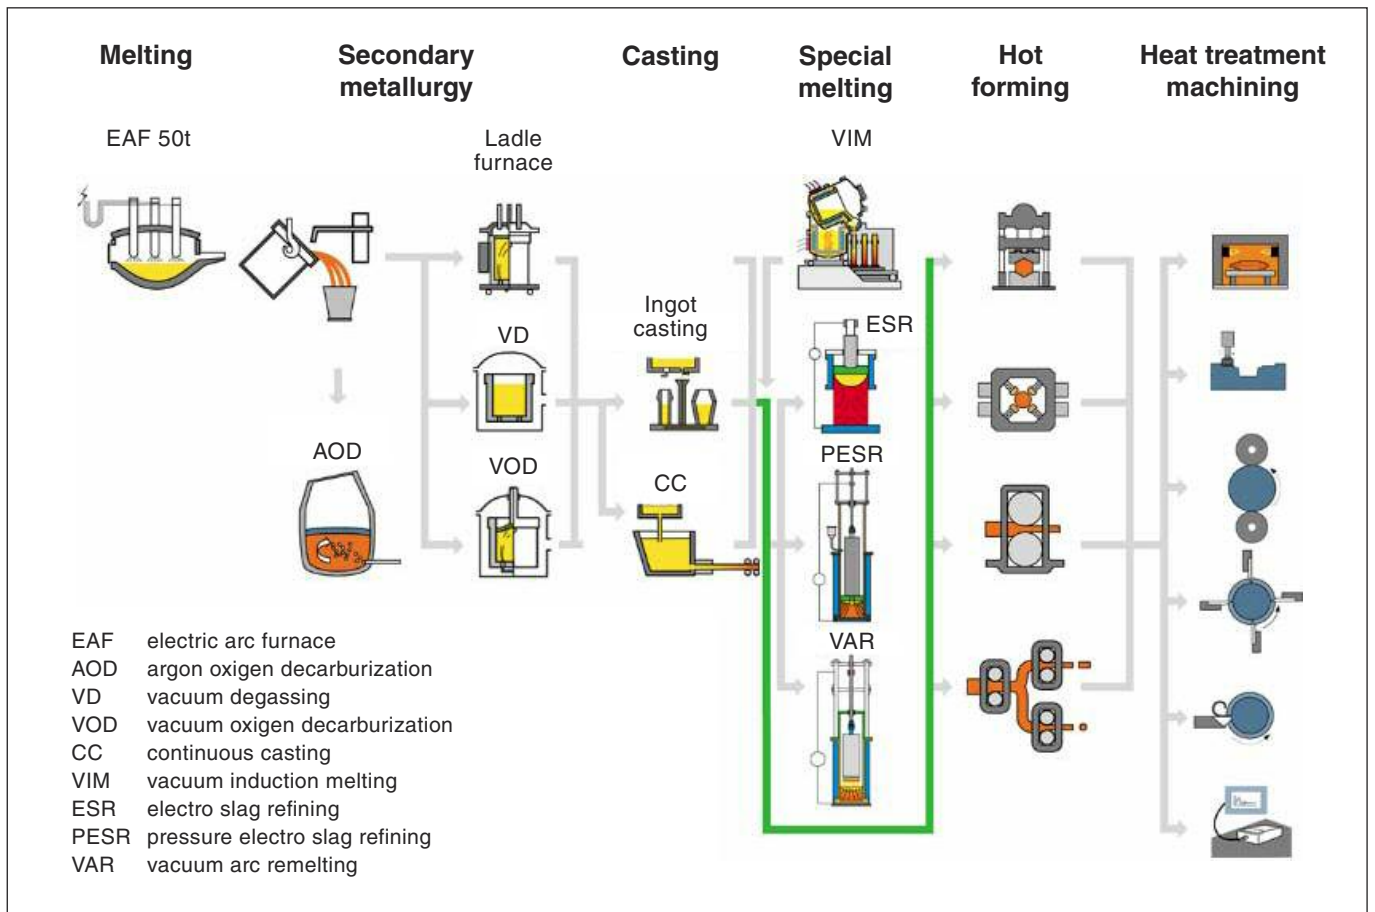 Melting
Secondary
metallurgy
Casting
Special
melting
Hot
forming
Heat treatment
machining
EAF 50t
Ladle
furnace
VIM
Ingot
casting
ESR
VD
AOD
VOD
CC
PESR
VAR
EAF electric arc furnace
AOD argon oxigen decarburization
VD vacuum degassing
VOD vacuum oxigen decarburization
CC continuous casting
VIM vacuum induction melting
ESR electro slag refining
PESR pressure electro slag refining
VAR vacuum arc remelting